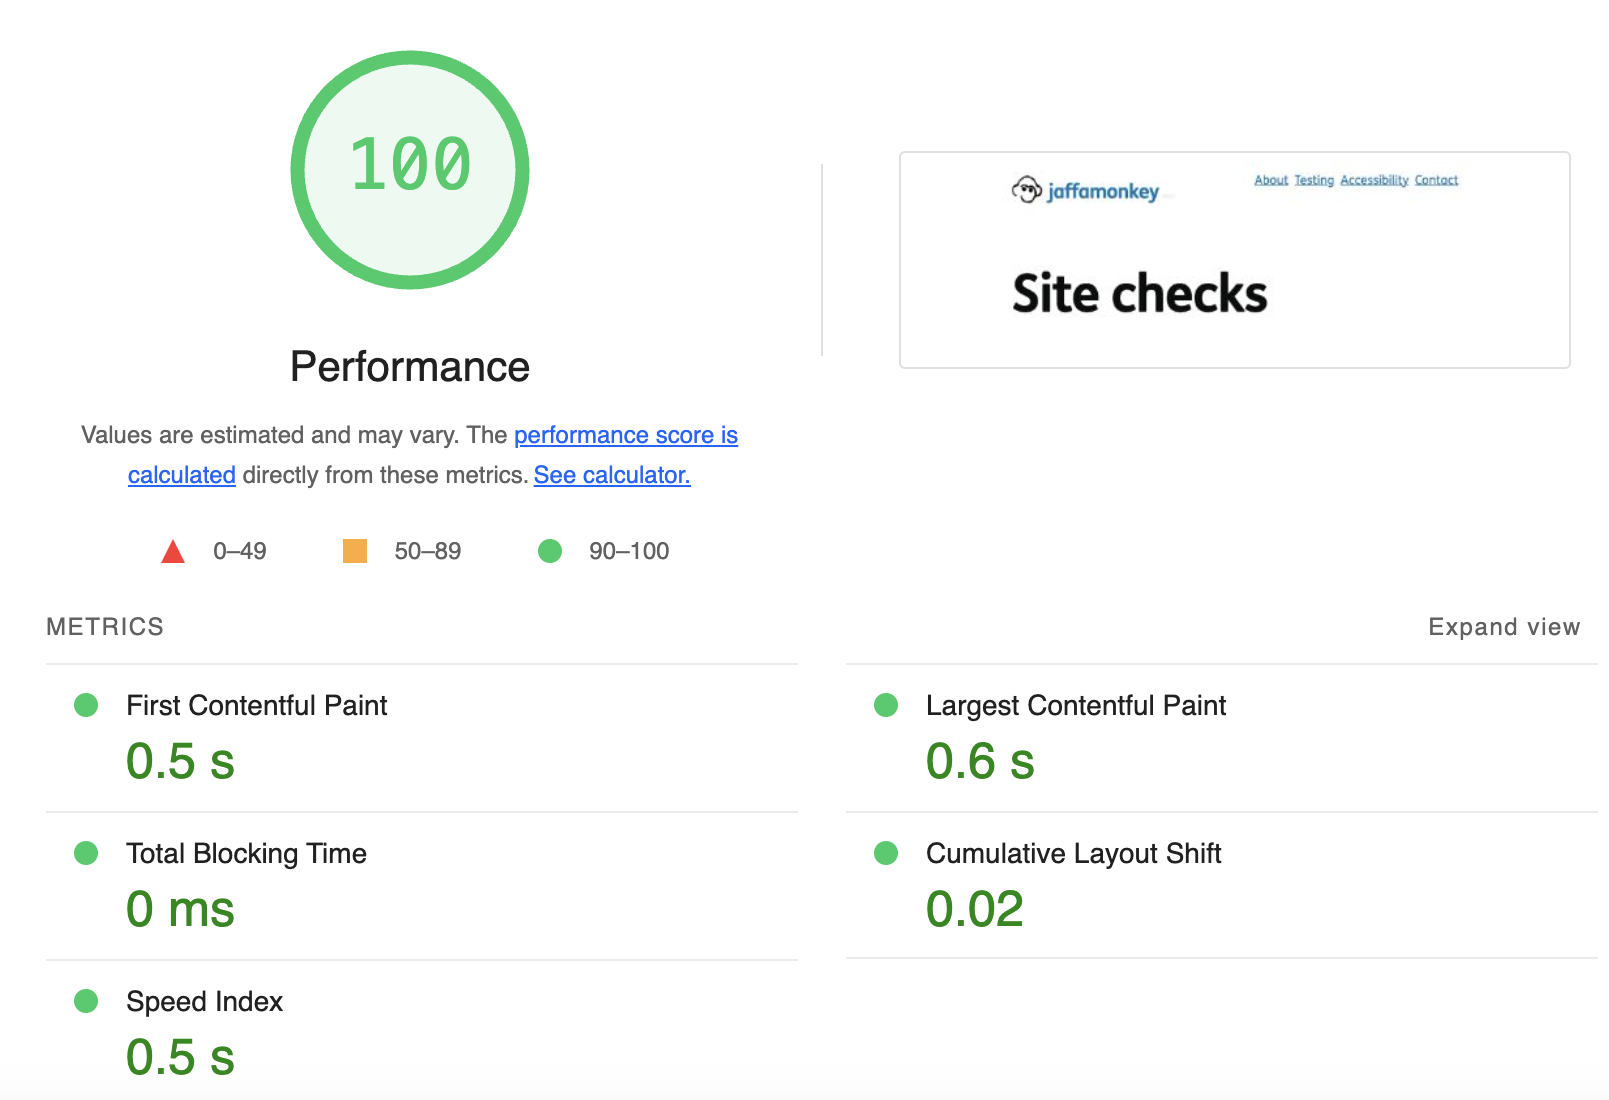 100
Performance
Values are estimated and may vary. The performance score is
calculated directly from these metrics. See calculator.
0–49
50–89
90–100
jaffamonkey
About Testing Accessibility Contact
Site checks
METRICS
Expand view
First Contentful Paint
0.5 s
Largest Contentful Paint
0.6 s
Total Blocking Time
0 ms
Cumulative Layout Shift
0.02
Speed Index
0.5 s